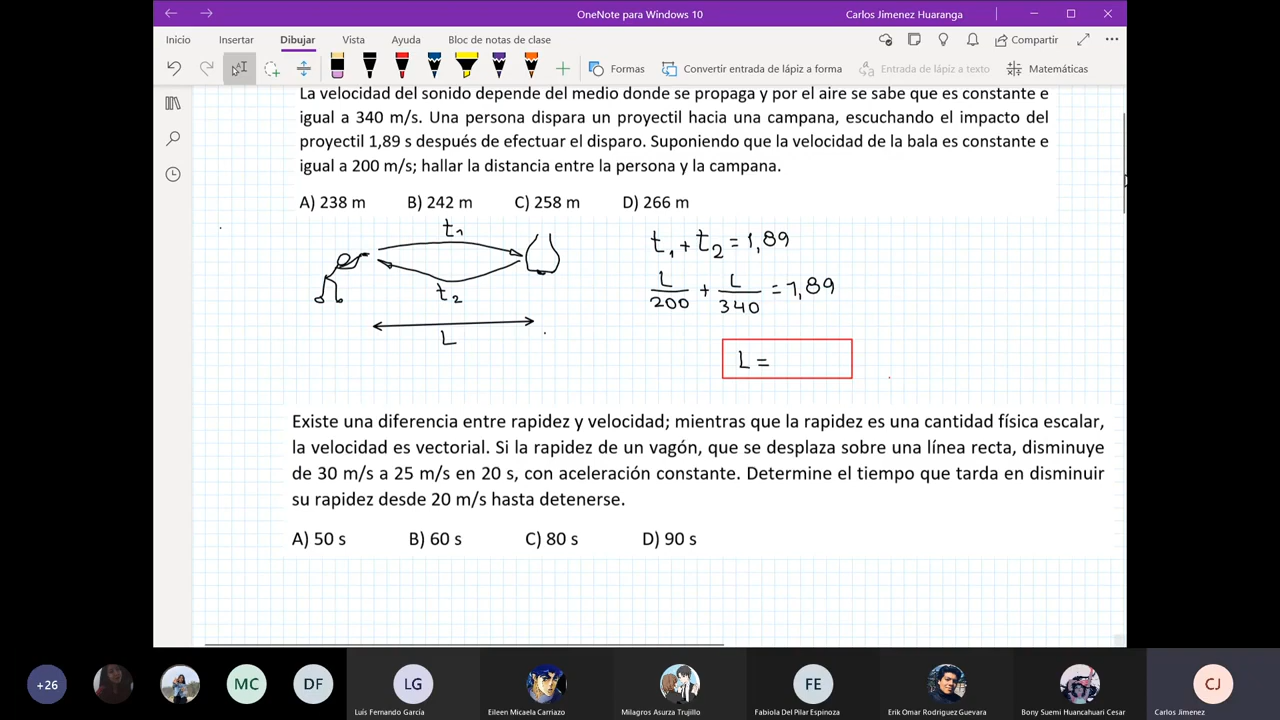 OneNote para Windows 10
Carlos Jimenez Huaranga
Inicio Insertar Dibujar Vista Ayuda Bloc de notas de clase
Compartir
Formas Convertir entrada de lápiz a forma Entrada de lápiz a texto Matemáticas
La velocidad del sonido depende del medio donde se propaga y por el aire se sabe que es constante e
igual a 340 m/s. Una persona dispara un proyectil hacia una campana, escuchando el impacto del
proyectil 1,89 s después de efectuar el disparo. Suponiendo que la velocidad de la bala es constante e
igual a 200 m/s; hallar la distancia entre la persona y la campana.
A) 238 m B) 242 m C) 258 m D) 266 m
t1
t1 + t2 = 1,89
t2
L/200 + L/340 = 1,89
L
L =
Existe una diferencia entre rapidez y velocidad; mientras que la rapidez es una cantidad física escalar,
la velocidad es vectorial. Si la rapidez de un vagón, que se desplaza sobre una línea recta, disminuye
de 30 m/s a 25 m/s en 20 s, con aceleración constante. Determine el tiempo que tarda en disminuir
su rapidez desde 20 m/s hasta detenerse.
A) 50 s B) 60 s C) 80 s D) 90 s
+26 MC DF LG FE CJ
Luis Fernando García Eileen Micaela Carriazo Milagros Asurza Trujillo Fabiola Del Pilar Espinoza Erik Omar Rodriguez Guevara Bony Suemi Huancahuari Cesar Carlos Jimenez